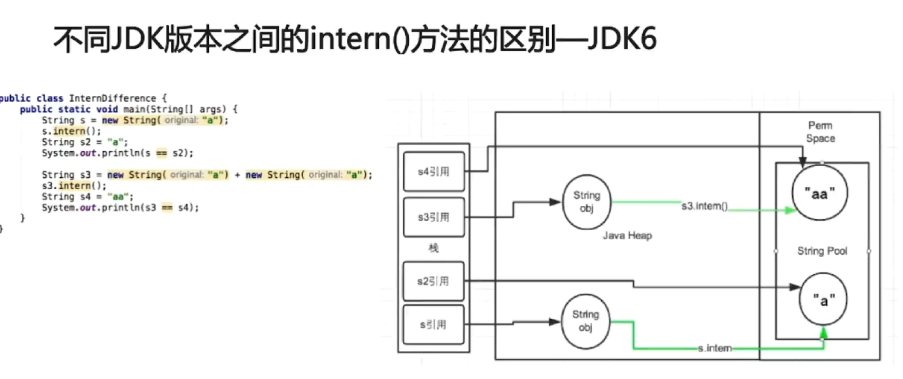 不同JDK版本之间的intern()方法的区别—JDK6
public class InternDifference {
public static void main(String[] args) {
String s = new String( original: "a");
s.intern();
String s2 = "a";
System.out.println(s == s2);
String s3 = new String( original: "a") + new String( original: "a");
s3.intern();
String s4 = "aa";
System.out.println(s3 == s4);
}
}
s4引用
s3引用
栈
s2引用
s引用
String
obj
s3.intern()
Java Heap
String
obj
s.intern
Perm
Space
"aa"
String Pool
"a"